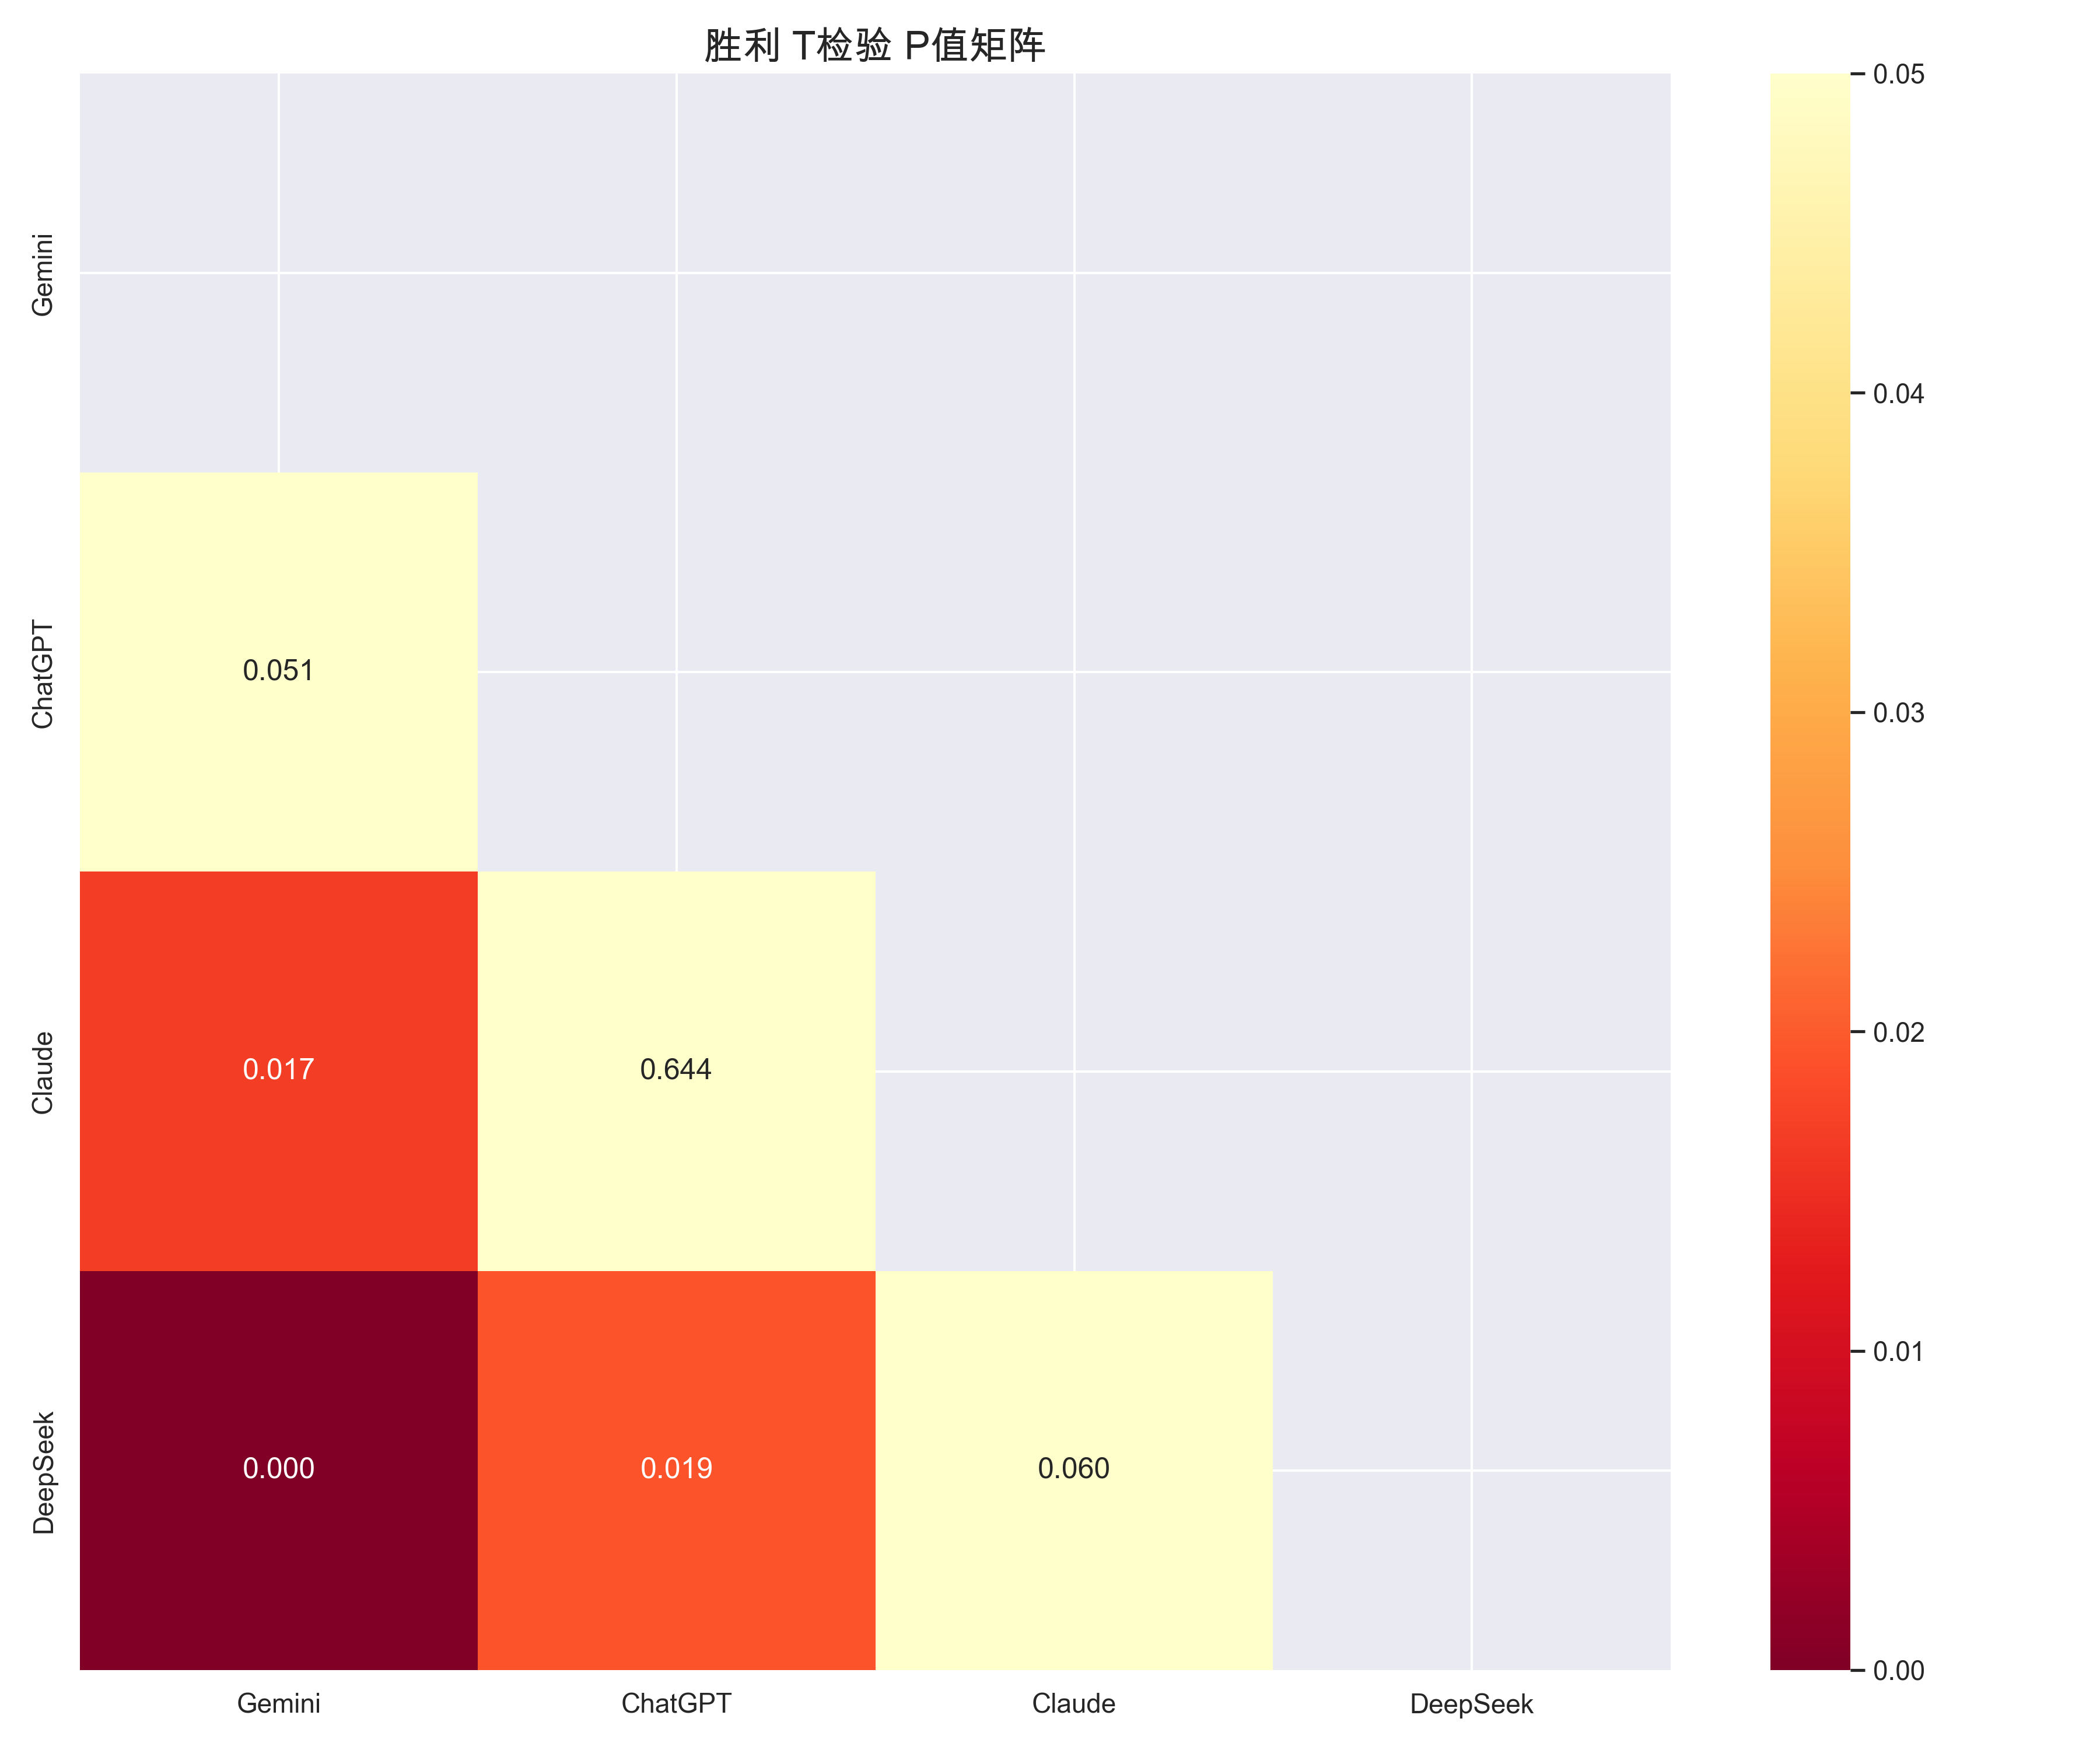 胜利 T检验 P值矩阵
0.05
Gemini
0.04
ChatGPT
0.051
0.03
Claude
0.017 0.644
0.02
0.01
DeepSeek
0.000 0.019 0.060
0.00
Gemini ChatGPT Claude DeepSeek